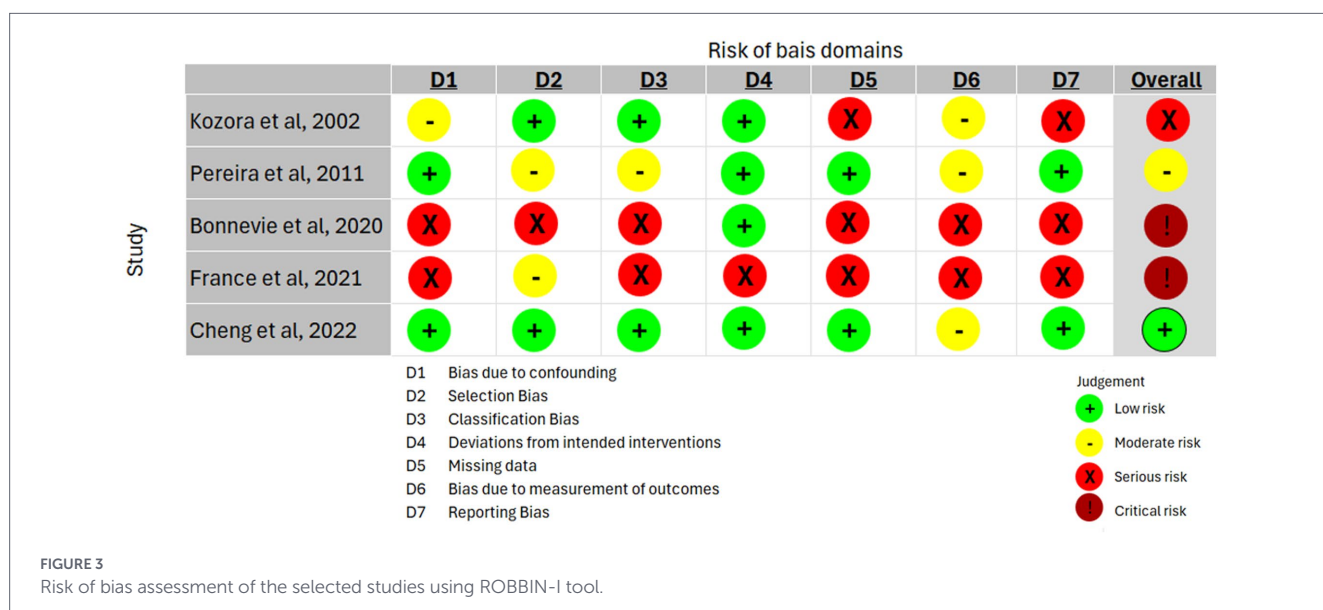 Risk of bais domains
D1 D2 D3 D4 D5 D6 D7 Overall
Study
Kozora et al, 2002 - + + + X - X X
Pereira et al, 2011 + - - + + - + -
Bonnevie et al, 2020 X X X + X X X !
France et al, 2021 X - X X X X X !
Cheng et al, 2022 + + + + + - + +
D1 Bias due to confounding
D2 Selection Bias
D3 Classification Bias
D4 Deviations from intended interventions
D5 Missing data
D6 Bias due to measurement of outcomes
D7 Reporting Bias
Judgement
+ Low risk
- Moderate risk
X Serious risk
! Critical risk
FIGURE 3
Risk of bias assessment of the selected studies using ROBBIN-I tool.